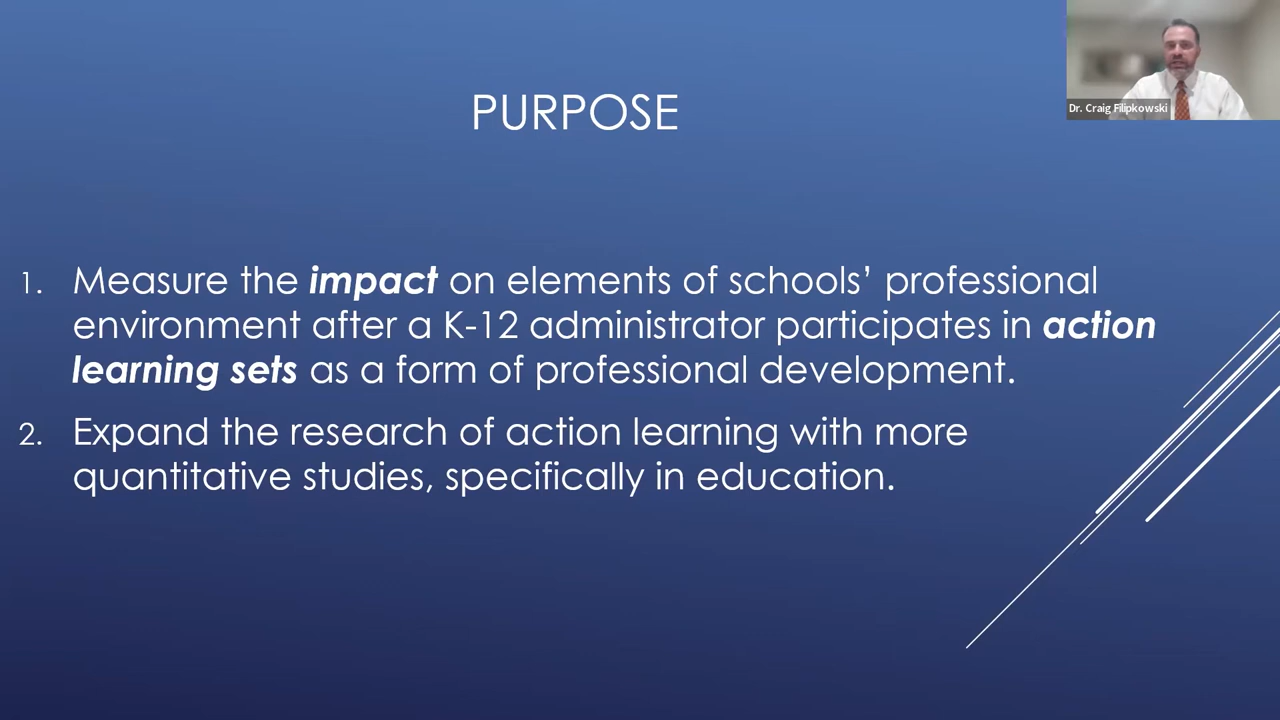 Dr. Craig Filipkowski
PURPOSE
1. Measure the impact on elements of schools’ professional
environment after a K-12 administrator participates in action
learning sets as a form of professional development.
2. Expand the research of action learning with more
quantitative studies, specifically in education.